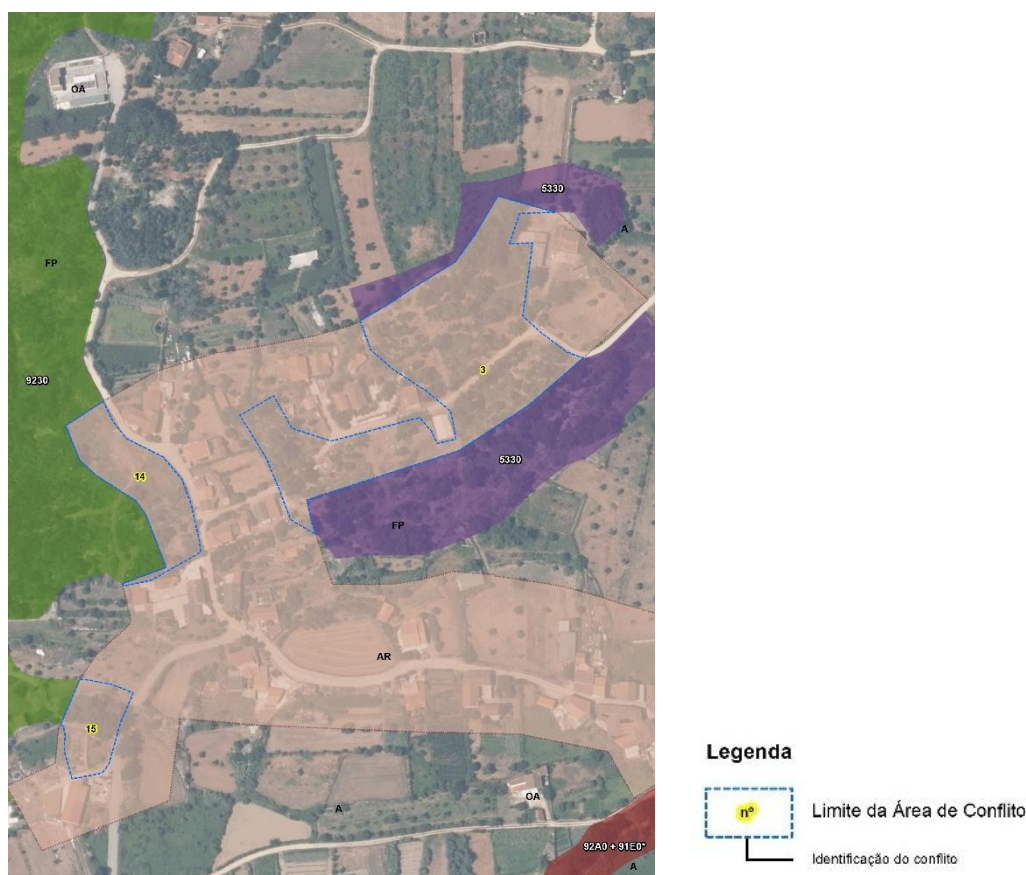 OA
5330
A
FP
9230
3
14
5330
FP
AR
15
OA
A
92A0 + 91E0*
A
Legenda
nº
Limite da Área de Conflito
Identificação do conflito